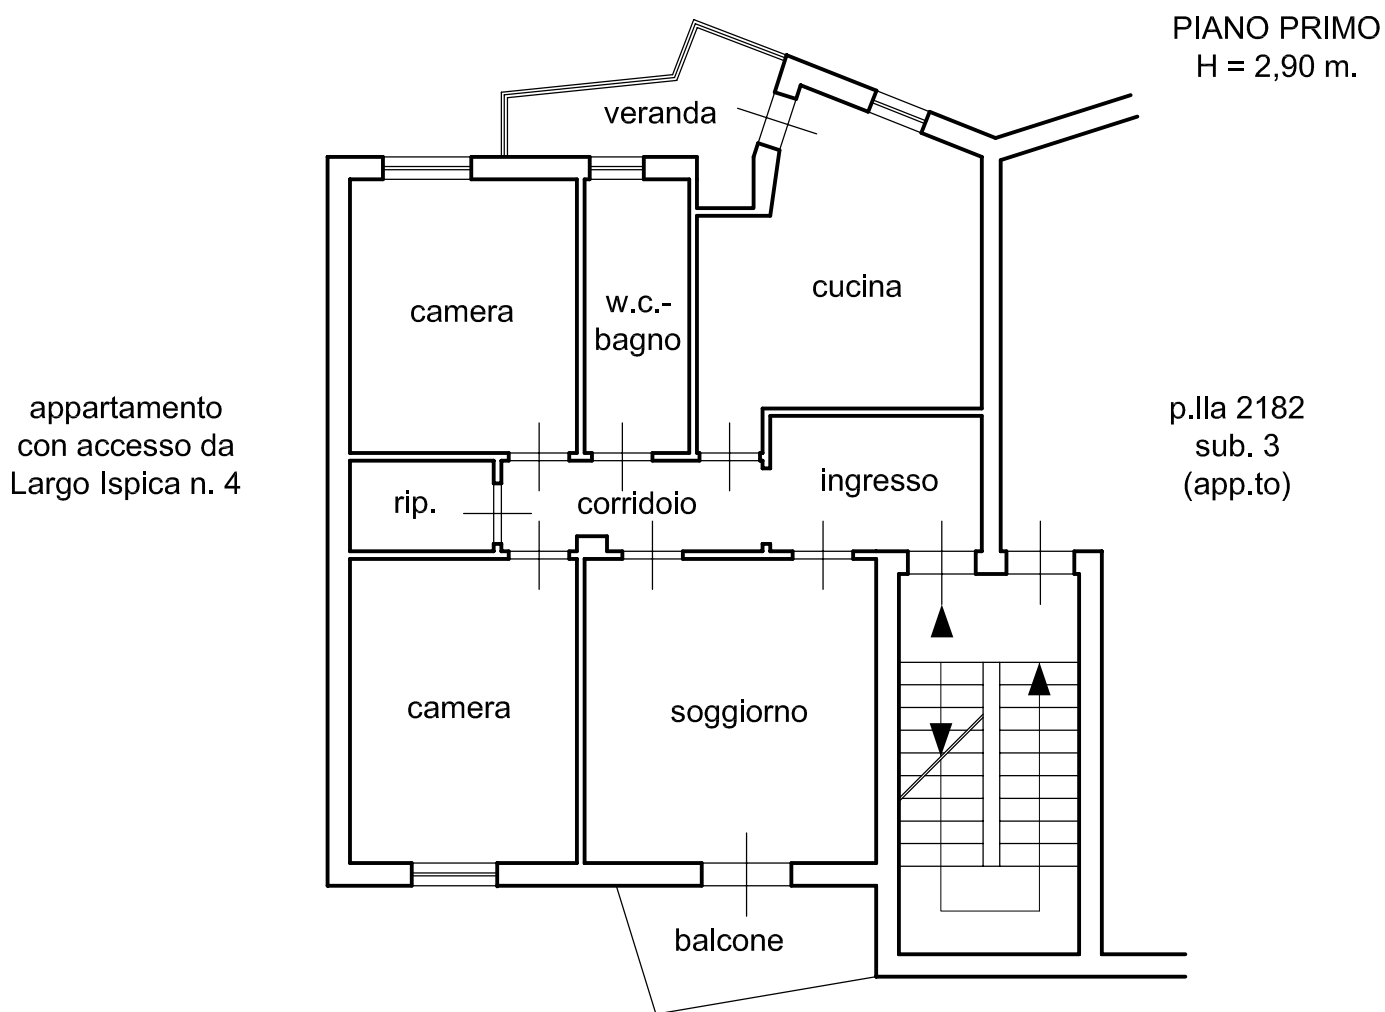 PIANO PRIMO
H = 2,90 m.
veranda
camera
w.c.-
bagno
cucina
appartamento
con accesso da
Largo Ispica n. 4
p.lla 2182
sub. 3
(app.to)
rip.
corridoio
ingresso
camera
soggiorno
balcone